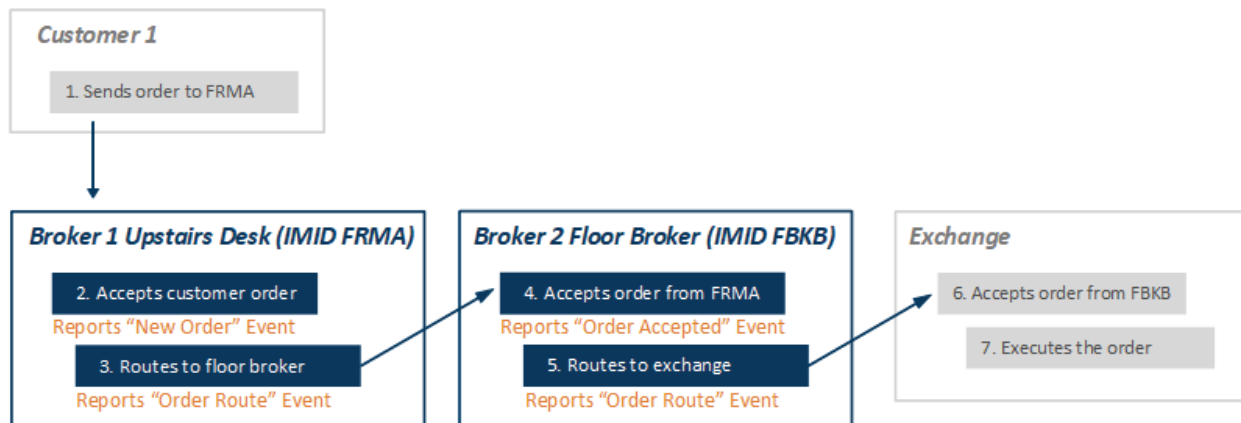 Customer 1
1. Sends order to FRMA
Broker 1 Upstairs Desk (IMID FRMA)
2. Accepts customer order
Reports “New Order” Event
3. Routes to floor broker
Reports “Order Route” Event
Broker 2 Floor Broker (IMID FBKB)
4. Accepts order from FRMA
Reports “Order Accepted” Event
5. Routes to exchange
Reports “Order Route” Event
Exchange
6. Accepts order from FBKB
7. Executes the order